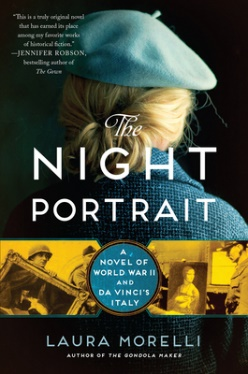 "This is a truly original novel
that has earned its place
among my favorite works
of historical fiction."
—JENNIFER ROBSON,
bestselling author of
The Gown
The
NIGHT
PORTRAIT
A
NOVEL OF
WORLD WAR II
AND
DA VINCI'S
ITALY
LAURA MORELLI
AUTHOR OF THE GONDOLA MAKER